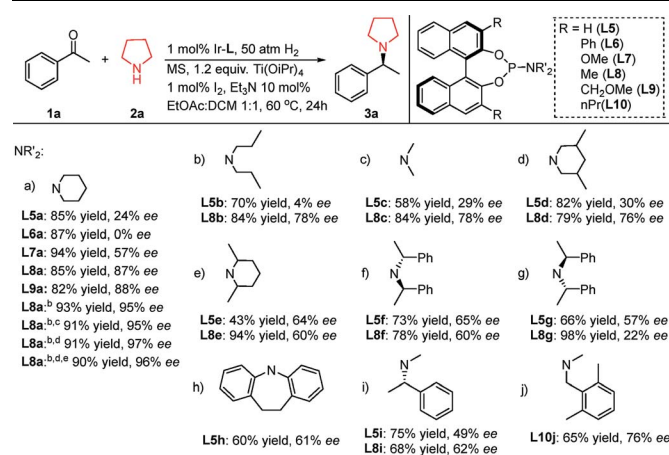 O
1a
+
N
H
2a
1 mol% Ir-L, 50 atm H2
MS, 1.2 equiv. Ti(OiPr)4
1 mol% I2, Et3N 10 mol%
EtOAc:DCM 1:1, 60 °C, 24h
N
3a
R
O
P-NR'2
O
R
R = H (L5)
Ph (L6)
OMe (L7)
Me (L8)
CH2OMe (L9)
nPr(L10)
NR'2:
a) N
L5a: 85% yield, 24% ee
L6a: 87% yield, 0% ee
L7a: 94% yield, 57% ee
L8a: 85% yield, 87% ee
L9a: 82% yield, 88% ee
L8a:b 93% yield, 95% ee
L8a:b,c 91% yield, 95% ee
L8a:b,d 91% yield, 97% ee
L8a:b,d,e 90% yield, 96% ee
b) N
L5b: 70% yield, 4% ee
L8b: 84% yield, 78% ee
c) N
L5c: 58% yield, 29% ee
L8c: 84% yield, 78% ee
d) N
L5d: 82% yield, 30% ee
L8d: 79% yield, 76% ee
e) N
L5e: 43% yield, 64% ee
L8e: 94% yield, 60% ee
f) Ph
N
Ph
L5f: 73% yield, 65% ee
L8f: 78% yield, 60% ee
g) Ph
N
Ph
L5g: 66% yield, 57% ee
L8g: 98% yield, 22% ee
h) N
L5h: 60% yield, 61% ee
i) N
L5i: 75% yield, 49% ee
L8i: 68% yield, 62% ee
j) N
L10j: 65% yield, 76% ee